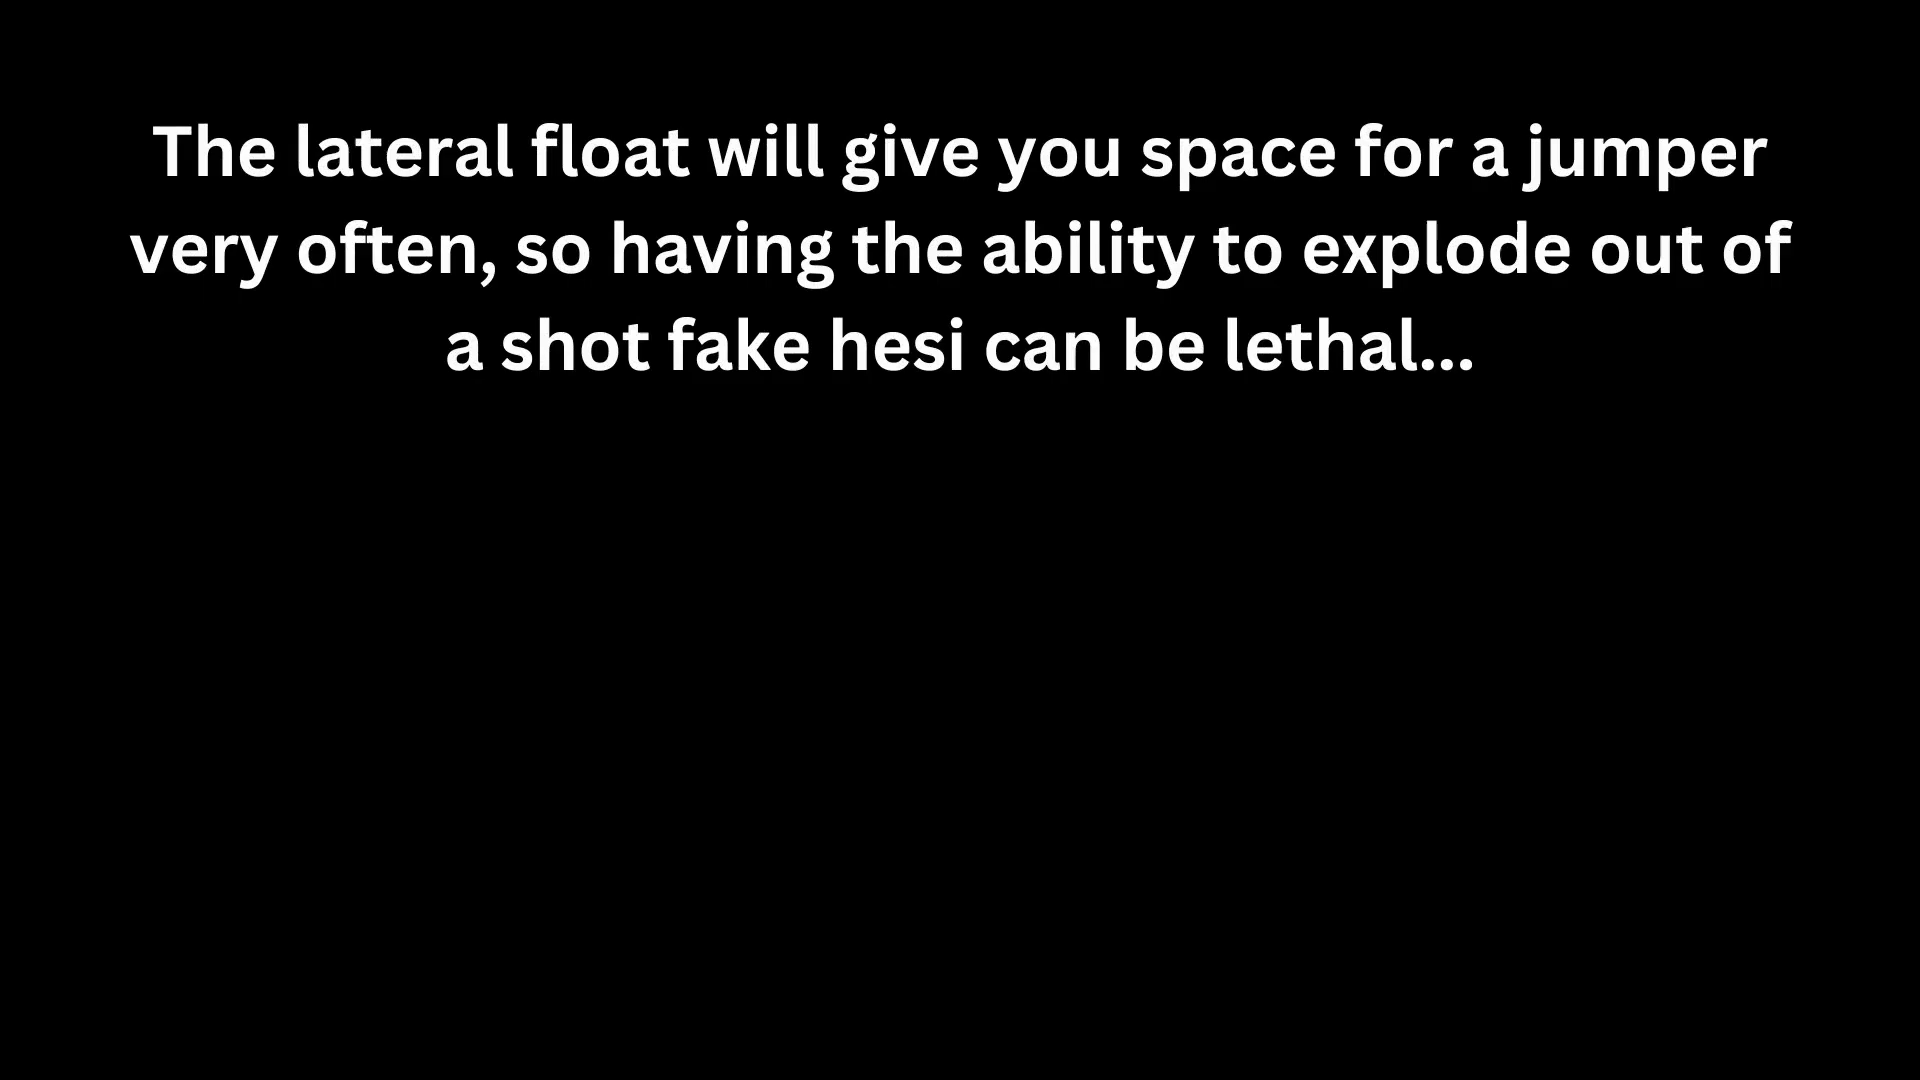 The lateral float will give you space for a jumper
very often, so having the ability to explode out of
a shot fake hesi can be lethal...